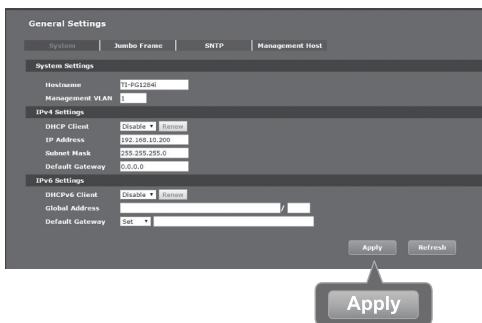 General Settings
System Jumbo Frame SNTP Management Host
System Settings
Hostname TI-PG1284i
Management VLAN 1
IPv4 Settings
DHCP Client Disable Renew
IP Address 192.168.10.200
Subnet Mask 255.255.255.0
Default Gateway 0.0.0.0
IPv6 Settings
DHCPv6 Client Disable Renew
Global Address /
Default Gateway Set
Apply Refresh
Apply